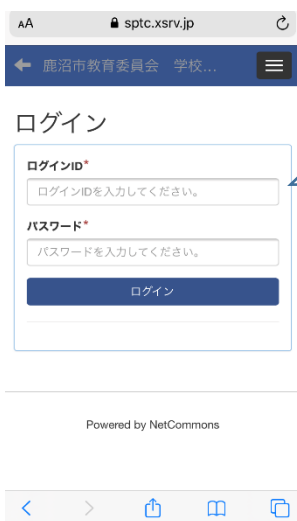 AA sptc.xsrv.jp
鹿沼市教育委員会 学校...
ログイン
ログインID*
ログインIDを入力してください。
パスワード*
パスワードを入力してください。
ログイン
Powered by NetCommons